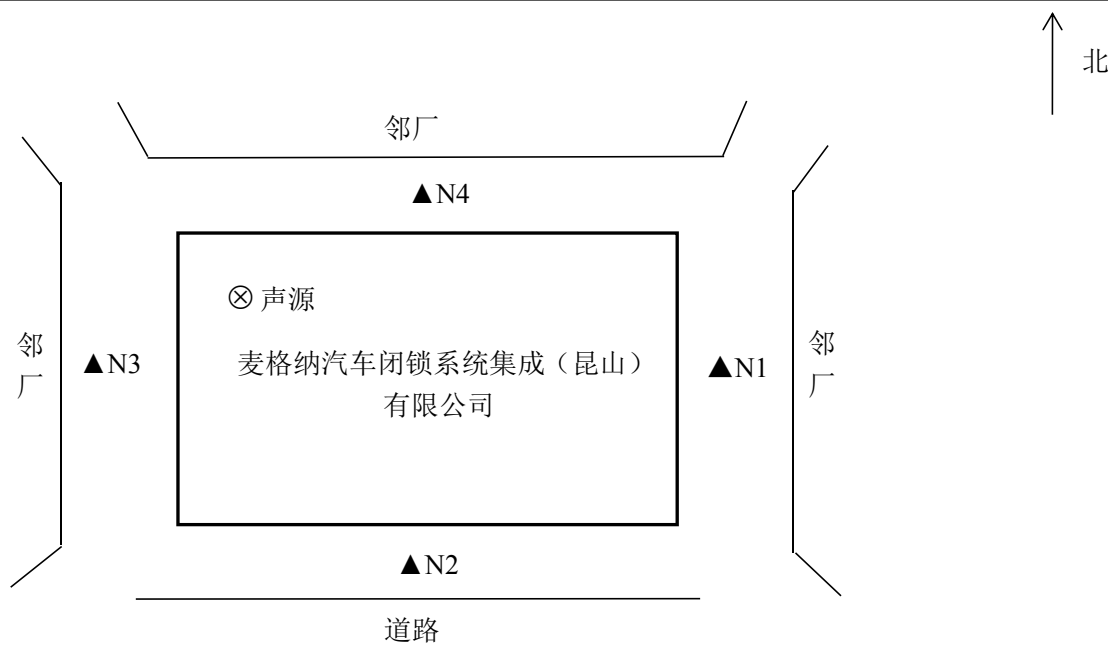 北
邻厂
▲N4
⊗ 声源
邻厂
▲N3
麦格纳汽车闭锁系统集成（昆山）
有限公司
▲N1
邻厂
▲N2
道路